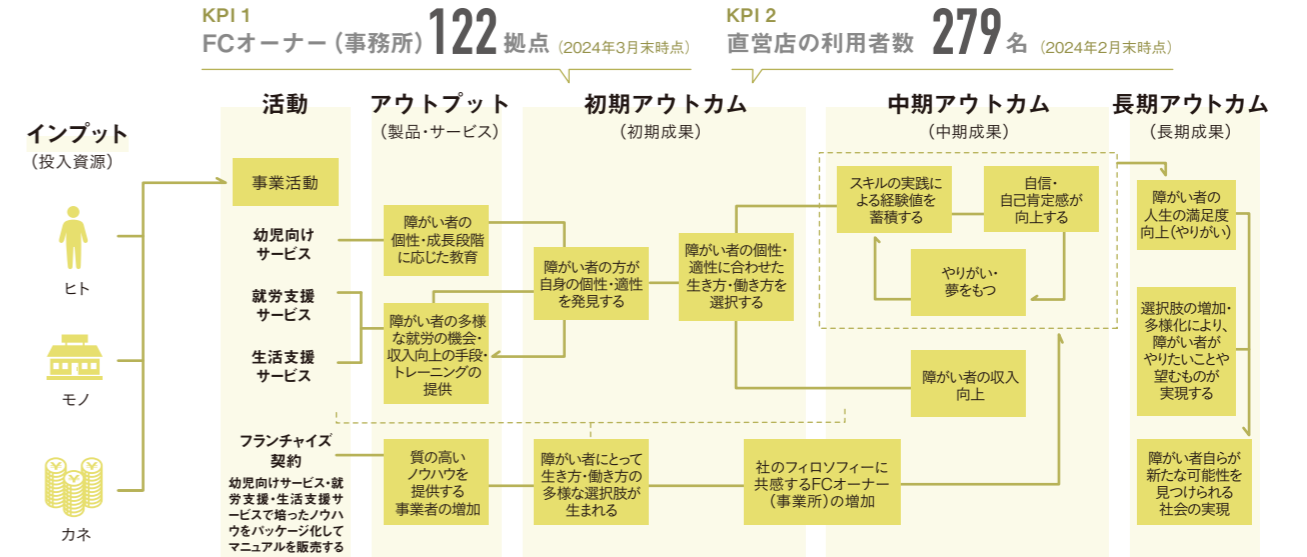 KPI 1
FCオーナー（事務所）122拠点（2024年3月末時点）
KPI 2
直営店の利用者数 279名（2024年2月末時点）
インプット
（投入資源）
ヒト
モノ
カネ
活動
事業活動
幼児向け
サービス
就労支援
サービス
生活支援
サービス
フランチャイズ
契約
幼児向けサービス・就
労支援・生活支援サ
ービスで培ったノウハ
ウをパッケージ化して
マニュアルを販売する
アウトプット
（製品・サービス）
障がい者の
個性・成長段階
に応じた教育
障がい者の多様
な就労の機会・
収入向上の手段・
トレーニングの
提供
質の高い
ノウハウを
提供する
事業者の増加
初期アウトカム
（初期成果）
障がい者の方が
自身の個性・適性
を発見する
障がい者の個性・
適性に合わせた
生き方・働き方を
選択する
障がい者にとって
生き方・働き方の
多様な選択肢が
生まれる
社のフィロソフィーに
共感するFCオーナー
（事業所）の増加
中期アウトカム
（中期成果）
スキルの実践に
よる経験値を
蓄積する
自信・
自己肯定感が
向上する
やりがい・
夢をもつ
障がい者の収入
向上
長期アウトカム
（長期成果）
障がい者の
人生の満足度
向上（やりがい）
選択肢の増加・
多様化により、
障がい者が
やりたいことや
望むものが
実現する
障がい者自らが
新たな可能性を
見つけられる
社会の実現